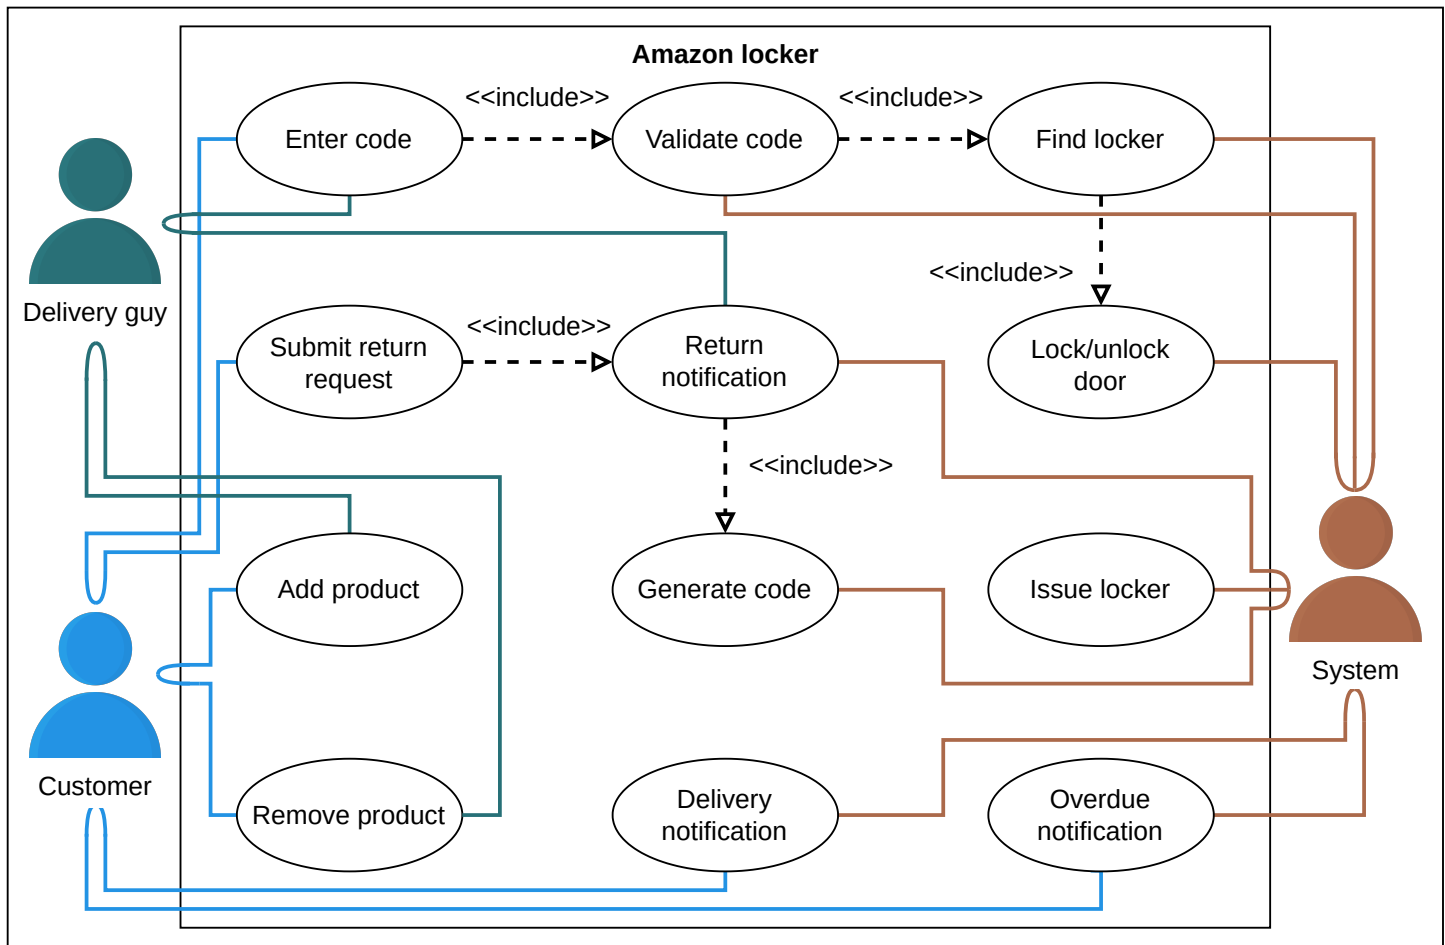 Amazon locker
<<include>>
<<include>>
Enter code
Validate code
Find locker
Delivery guy
<<include>>
<<include>>
Submit return
request
Return
notification
Lock/unlock
door
<<include>>
Add product
Generate code
Issue locker
System
Customer
Remove product
Delivery
notification
Overdue
notification